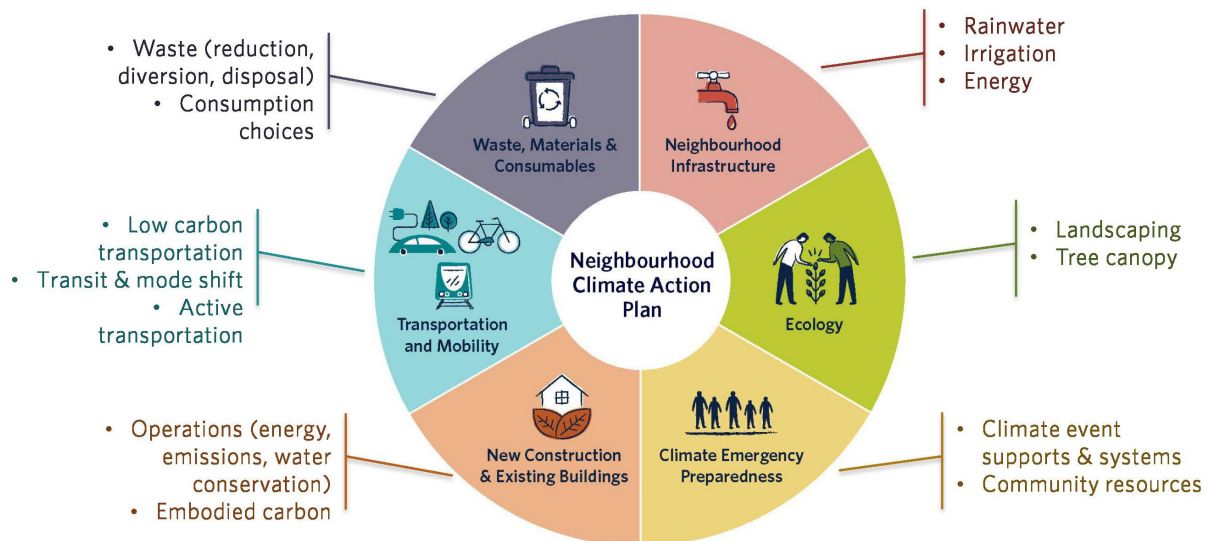 • Waste (reduction,
diversion, disposal)
• Consumption
choices
• Rainwater
• Irrigation
• Energy
Waste, Materials &
Consumables
Neighbourhood
Infrastructure
• Low carbon
transportation
• Transit & mode shift
• Active
transportation
Transportation
and Mobility
Neighbourhood
Climate Action
Plan
Ecology
• Landscaping
• Tree canopy
• Operations (energy,
emissions, water
conservation)
• Embodied carbon
New Construction
& Existing Buildings
Climate Emergency
Preparedness
• Climate event
supports & systems
• Community resources